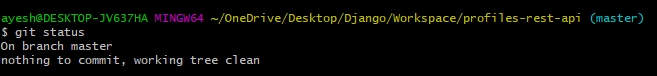 ayesh@DESKTOP-JV637HA MINGW64 ~/OneDrive/Desktop/Django/Workspace/profiles-rest-api (master)
$ git status
On branch master
nothing to commit, working tree clean